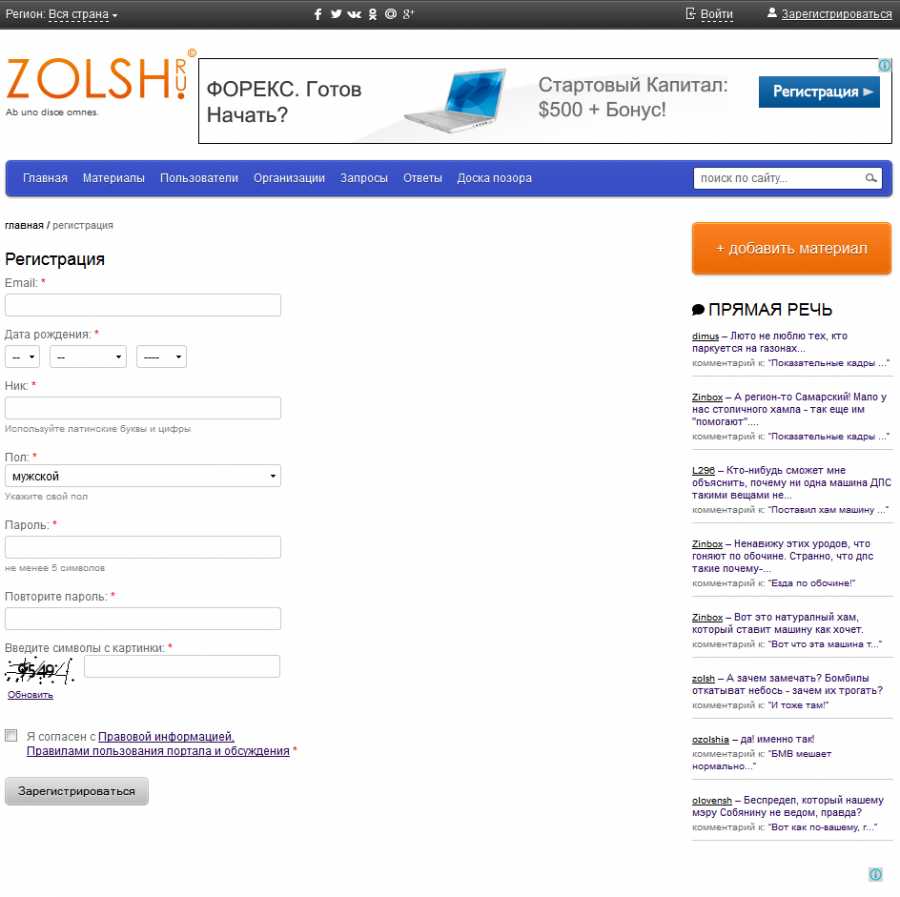 Регион: Вся страна
Войти
Зарегистрироваться
ZOLSH.RU ©
Ab uno disce omnes.
ФОРЕКС. Готов
Начать?
Стартовый Капитал:
$500 + Бонус!
Регистрация
Главная Материалы Пользователи Организации Запросы Ответы Доска позора
поиск по сайту...
главная / регистрация
Регистрация
Email: *
Дата рождения: *
-- -- ----
Ник: *
Используйте латинские буквы и цифры
Пол: *
мужской
Укажите свой пол
Пароль: *
не менее 5 символов
Повторите пароль: *
Введите символы с картинки: *
Обновить
Я согласен с Правовой информацией,
Правилами пользования портала и обсуждения *
Зарегистрироваться
+ добавить материал
ПРЯМАЯ РЕЧЬ
dimus – Люто не люблю тех, кто
паркуется на газонах...
комментарий к: "Показательные кадры ..."
Zinbox – А регион-то Самарский! Мало у
нас столичного хампа - так еще им
"помогают"....
комментарий к: "Показательные кадры ..."
L296 – Кто-нибудь сможет мне
объяснить, почему ни одна машина ДПС
такими вещами не...
комментарий к: "Поставил хам машину ..."
Zinbox – Ненавижу этих уродов, что
гоняют по обочине. Странно, что дпс
такие почему-...
комментарий к: "Езда по обочине!"
Zinbox – Вот это натуралный хам,
который ставит машину как хочет.
комментарий к: "Вот что эта машина т..."
zolsh – А зачем замечать? Бомбилы
откатыват небось - зачем их трогать?
комментарий к: "И тоже там!"
ozolshia – да! именно так!
комментарий к: "БМВ мешает
нормально..."
olovensh – Беспредел, который нашему
мэру Собянину не ведом, правда?
комментарий к: "Вот как по-вашему, г..."